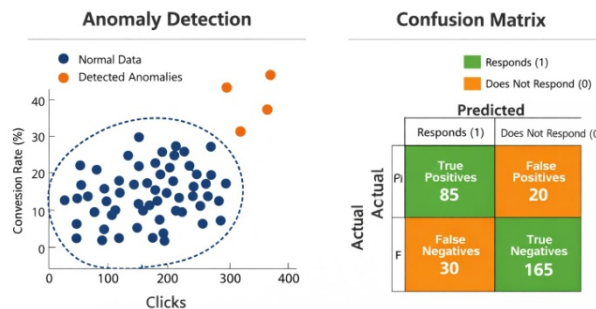 Anomaly Detection
Normal Data
Detected Anomalies
40
30
20
10
0
Convesion Rate (%)
0
100
200
300
400
Clicks
Confusion Matrix
Responds (1)
Does Not Respond (0)
Predicted
Responds (1)
Does Not Respond (0
Actual
Actual
Pi
True
Positives
85
False
Positives
20
F
False
Negatives
30
True
Negatives
165